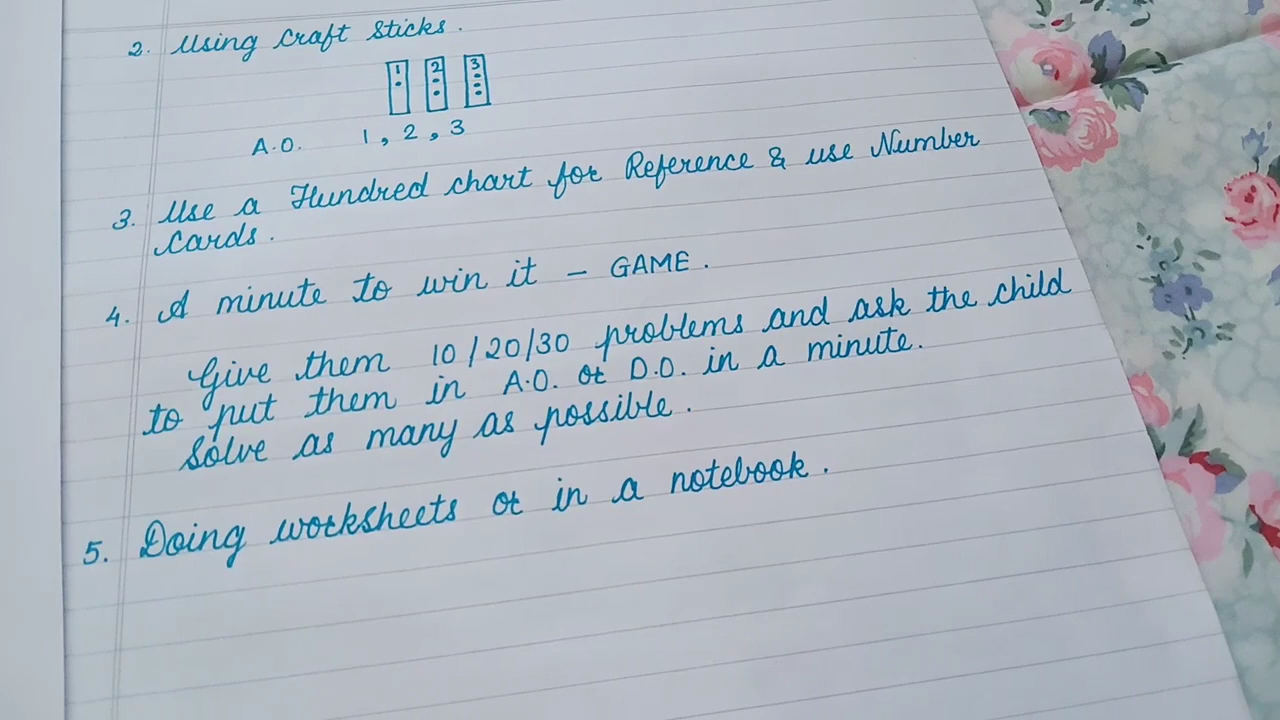 2. Using Craft Sticks.
1 2 3
A.O. 1, 2, 3
3. Use a Hundred chart for Reference & use Number
Cards.
4. A minute to win it - GAME.
Give them 10/20/30 problems and ask the child
to put them in A.O. or D.O. in a minute.
Solve as many as possible.
5. Doing worksheets or in a notebook.